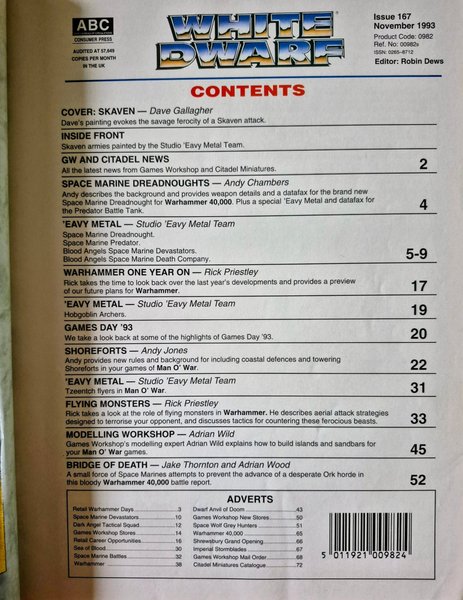 ABC
CONSUMER PRESS
AUDITED AT 57,649
COPIES PER MONTH
IN THE UK
WHITE
DWARF
Issue 167
November 1993
Product Code: 0982
Ref. No: 00982s
ISSN: 0265-8712
Editor: Robin Dews
CONTENTS
COVER: SKAVEN — Dave Gallagher
Dave's painting evokes the savage ferocity of a Skaven attack.
INSIDE FRONT
Skaven armies painted by the Studio 'Eavy Metal Team.
GW AND CITADEL NEWS
All the latest news from Games Workshop and Citadel Miniatures. 2
SPACE MARINE DREADNOUGHTS — Andy Chambers
Andy describes the background and provides weapon details and a datafax for the brand new
Space Marine Dreadnought for Warhammer 40,000. Plus a special 'Eavy Metal and datafax for
the Predator Battle Tank. 4
'EAVY METAL — Studio 'Eavy Metal Team
Space Marine Dreadnought.
Space Marine Predator.
Blood Angels Space Marine Devastators.
Blood Angels Space Marine Death Company. 5-9
WARHAMMER ONE YEAR ON — Rick Priestley
Rick takes the time to look back over the last year's developments and provides a preview
of our future plans for Warhammer. 17
'EAVY METAL — Studio 'Eavy Metal Team
Hobgoblin Archers. 19
GAMES DAY '93
We take a look back at some of the highlights of Games Day '93. 20
SHOREFORTS — Andy Jones
Andy provides new rules and background for including coastal defences and towering
Shoreforts in your games of Man O' War. 22
'EAVY METAL — Studio 'Eavy Metal Team
Tzeentch flyers in Man O' War. 31
FLYING MONSTERS — Rick Priestley
Rick takes a look at the role of flying monsters in Warhammer. He describes aerial attack strategies
designed to terrorise your opponent, and discusses tactics for countering these ferocious beasts. 33
MODELLING WORKSHOP — Adrian Wild
Games Workshop's modelling expert Adrian Wild explains how to build islands and sandbars for
your Man O' War games. 45
BRIDGE OF DEATH — Jake Thornton and Adrian Wood
A small force of Space Marines attempts to prevent the advance of a desperate Ork horde in
this bloody Warhammer 40,000 battle report. 52
ADVERTS
Retail Warhammer Days 3
Space Marine Devastators 10
Dark Angel Tactical Squad 12
Games Workshop Stores 14
Retail Career Opportunities 16
Sea of Blood 30
Space Marine Battles 32
Warhammer 38
Dwarf Anvil of Doom 43
Games Workshop New Stores 50
Space Wolf Grey Hunters 51
Warhammer 40,000 65
Shrewsbury Grand Opening 66
Imperial Stormblades 67
Games Workshop Mail Order 68
Citadel Miniatures Catalogue 72
5 011921 009824